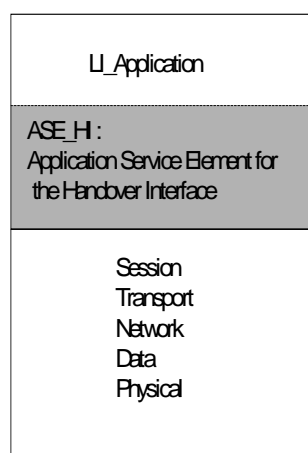 LI_Application
ASE_HI :
Application Service Element for
the Handover Interface
Session
Transport
Network
Data
Physical